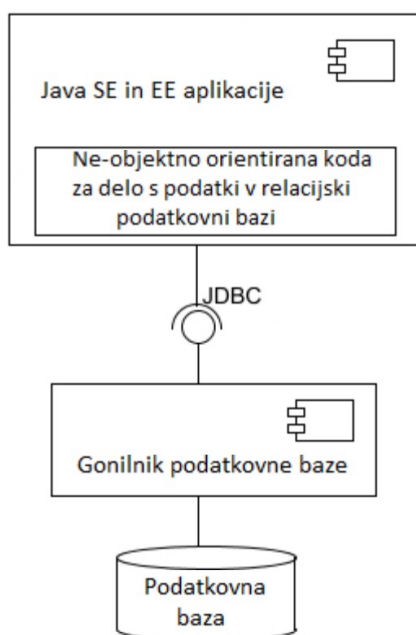 Java SE in EE aplikacije
Ne-objektno orientirana koda
za delo s podatki v relacijski
podatkovni bazi
JDBC
Gonilnik podatkovne baze
Podatkovna
baza